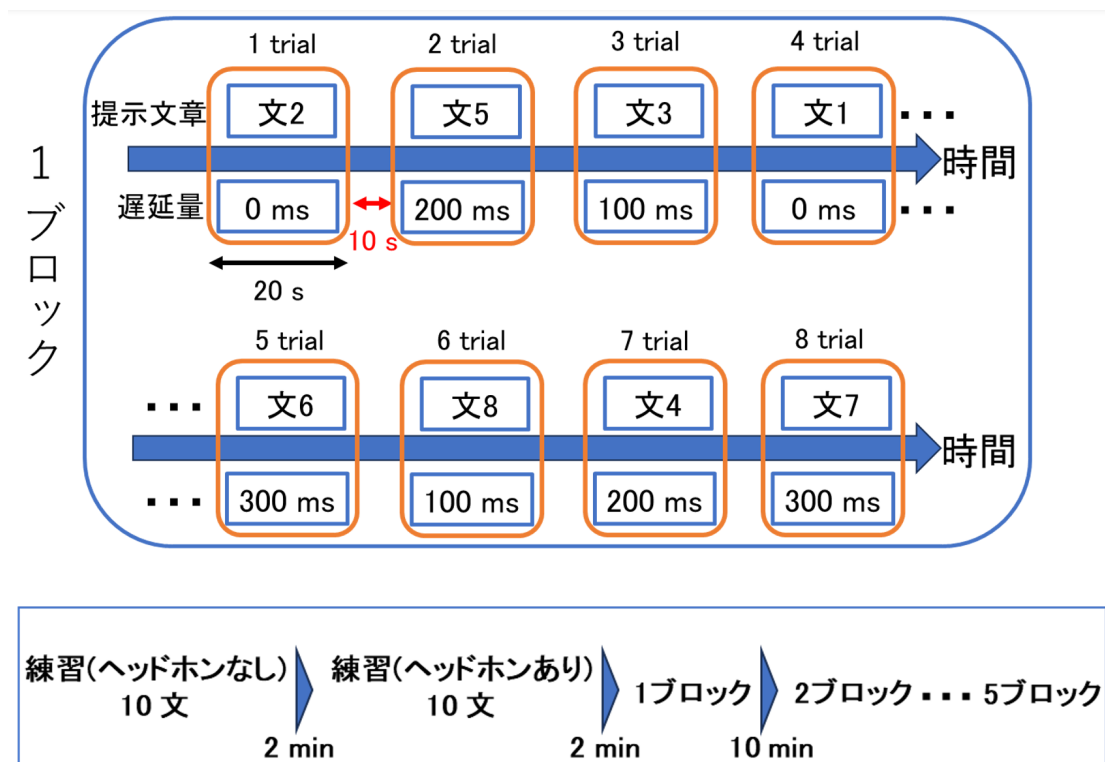 1 trial 2 trial 3 trial 4 trial
提示文章 文2 文5 文3 文1 ・・・
時間
遅延量 0 ms 200 ms 100 ms 0 ms ・・・
10 s
20 s
1ブロック
5 trial 6 trial 7 trial 8 trial
・・・ 文6 文8 文4 文7
時間
・・・ 300 ms 100 ms 200 ms 300 ms
練習(ヘッドホンなし) 練習(ヘッドホンあり) 1ブロック 2ブロック ・・・ 5ブロック
10 文 10 文
2 min 2 min 10 min